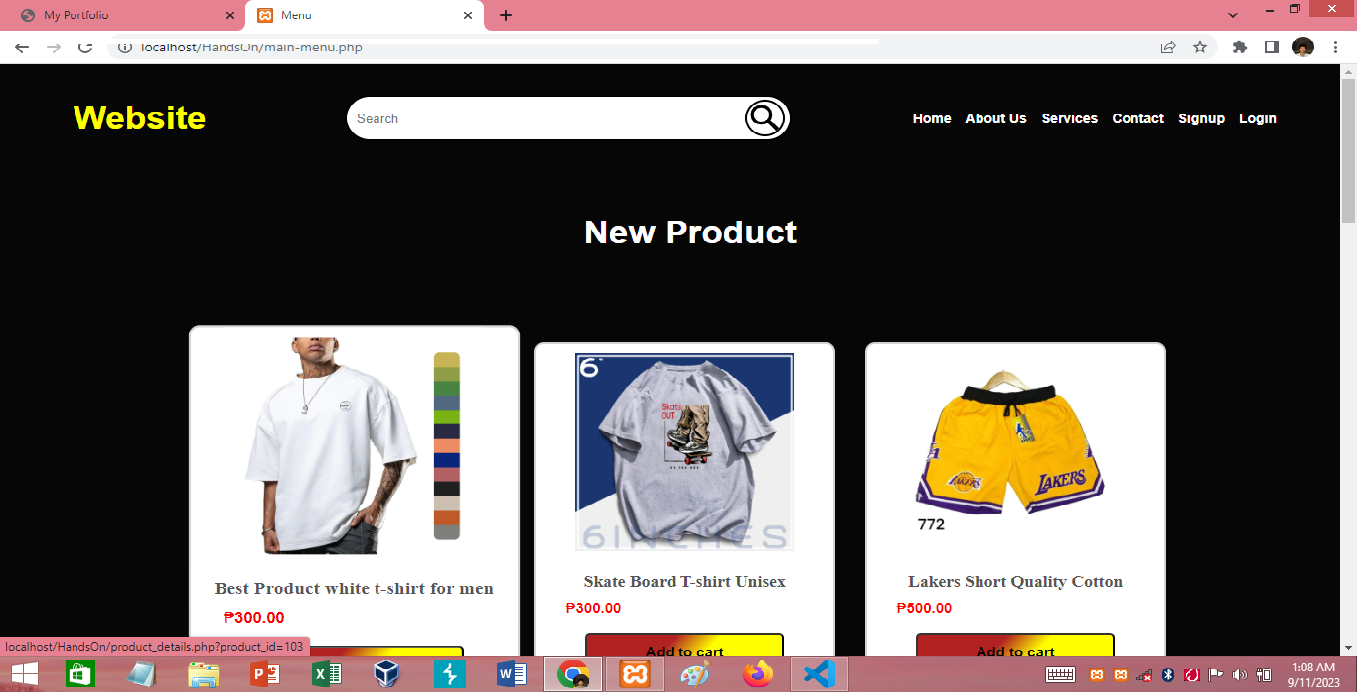 My Portfolio
Menu
localhost/HandsOn/main-menu.php
Website
Search
Home About Us Services Contact Signup Login
New Product
6"
Skate
OUT
6INCHES
LAKERS
LAKERS
772
Best Product white t-shirt for men
Skate Board T-shirt Unisex
Lakers Short Quality Cotton
₱300.00
₱300.00
₱500.00
Add to cart
Add to cart
localhost/HandsOn/product_details.php?product_id=103
1:08 AM
9/11/2023